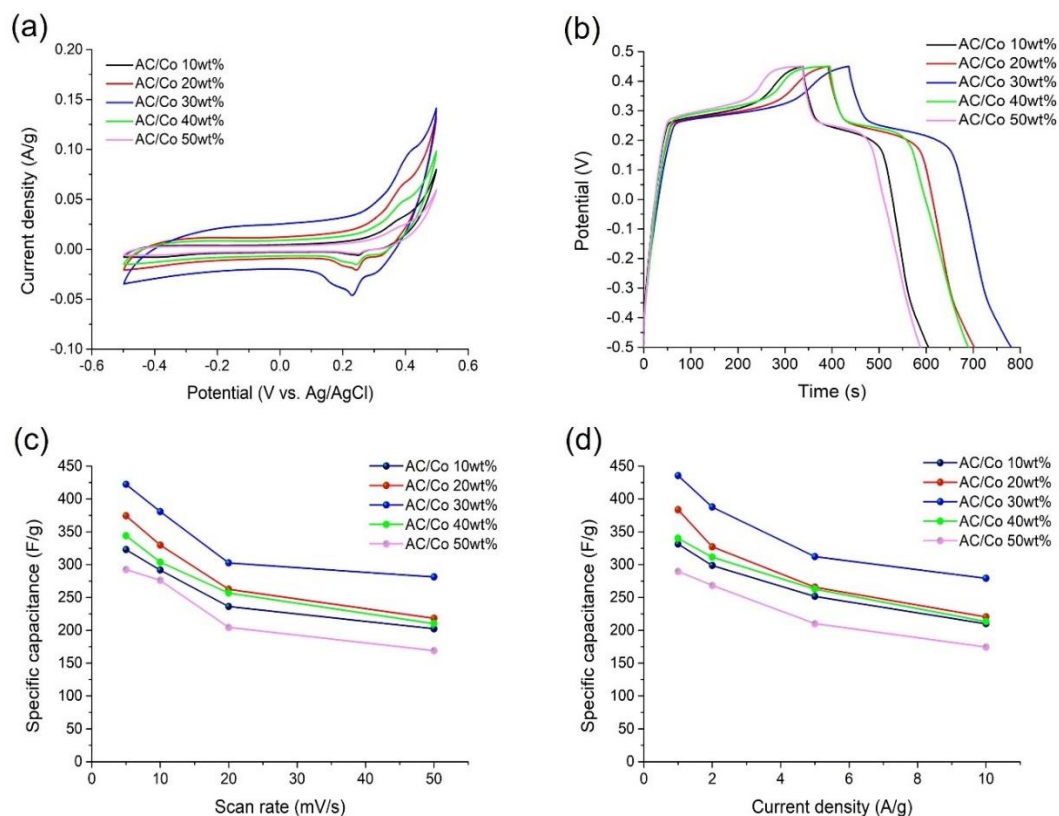 (a)
0.20
0.15
0.10
0.05
0.00
-0.05
-0.10
Current density (A/g)
AC/Co 10wt%
AC/Co 20wt%
AC/Co 30wt%
AC/Co 40wt%
AC/Co 50wt%
-0.6 -0.4 -0.2 0.0 0.2 0.4 0.6
Potential (V vs. Ag/AgCl)
(b)
0.5
0.4
0.3
0.2
0.1
0.0
-0.1
-0.2
-0.3
-0.4
-0.5
Potential (V)
AC/Co 10wt%
AC/Co 20wt%
AC/Co 30wt%
AC/Co 40wt%
AC/Co 50wt%
0 100 200 300 400 500 600 700 800
Time (s)
(c)
450
400
350
300
250
200
150
100
50
0
Specific capacitance (F/g)
AC/Co 10wt%
AC/Co 20wt%
AC/Co 30wt%
AC/Co 40wt%
AC/Co 50wt%
0 10 20 30 40 50
Scan rate (mV/s)
(d)
450
400
350
300
250
200
150
100
50
0
Specific capacitance (F/g)
AC/Co 10wt%
AC/Co 20wt%
AC/Co 30wt%
AC/Co 40wt%
AC/Co 50wt%
0 2 4 6 8 10
Current density (A/g)